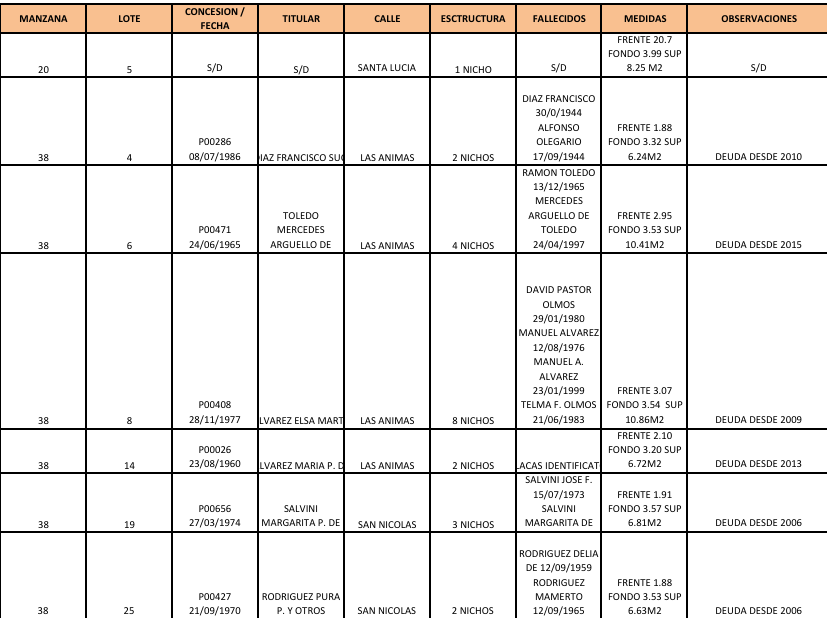 MANZANA LOTE CONCESION / FECHA TITULAR CALLE ESCTRUCTURA FALLECIDOS MEDIDAS OBSERVACIONES
20 5 S/D S/D SANTA LUCIA 1 NICHO S/D FRENTE 20.7 FONDO 3.99 SUP 8.25 M2 S/D
38 4 P00286 08/07/1986 IAZ FRANCISCO SUC LAS ANIMAS 2 NICHOS DIAZ FRANCISCO 30/0/1944 ALFONSO OLEGARIO 17/09/1944 FRENTE 1.88 FONDO 3.32 SUP 6.24M2 DEUDA DESDE 2010
38 6 P00471 24/06/1965 TOLEDO MERCEDES ARGUELLO DE LAS ANIMAS 4 NICHOS RAMON TOLEDO 13/12/1965 MERCEDES ARGUELLO DE TOLEDO 24/04/1997 FRENTE 2.95 FONDO 3.53 SUP 10.41M2 DEUDA DESDE 2015
38 8 P00408 28/11/1977 LVAREZ ELSA MART LAS ANIMAS 8 NICHOS DAVID PASTOR OLMOS 29/01/1980 MANUEL ALVAREZ 12/08/1976 MANUEL A. ALVAREZ 23/01/1999 TELMA F. OLMOS 21/06/1983 FRENTE 3.07 FONDO 3.54 SUP 10.86M2 DEUDA DESDE 2009
38 14 P00026 23/08/1960 LVAREZ MARIA P. D LAS ANIMAS 2 NICHOS LACAS IDENTIFICAT FRENTE 2.10 FONDO 3.20 SUP 6.72M2 DEUDA DESDE 2013
38 19 P00656 27/03/1974 SALVINI MARGARITA P. DE SAN NICOLAS 3 NICHOS SALVINI JOSE F. 15/07/1973 SALVINI MARGARITA DE FRENTE 1.91 FONDO 3.57 SUP 6.81M2 DEUDA DESDE 2006
38 25 P00427 21/09/1970 RODRIGUEZ PURA P. Y OTROS SAN NICOLAS 2 NICHOS RODRIGUEZ DELIA DE 12/09/1959 RODRIGUEZ MAMERTO 12/09/1965 FRENTE 1.88 FONDO 3.53 SUP 6.63M2 DEUDA DESDE 2006